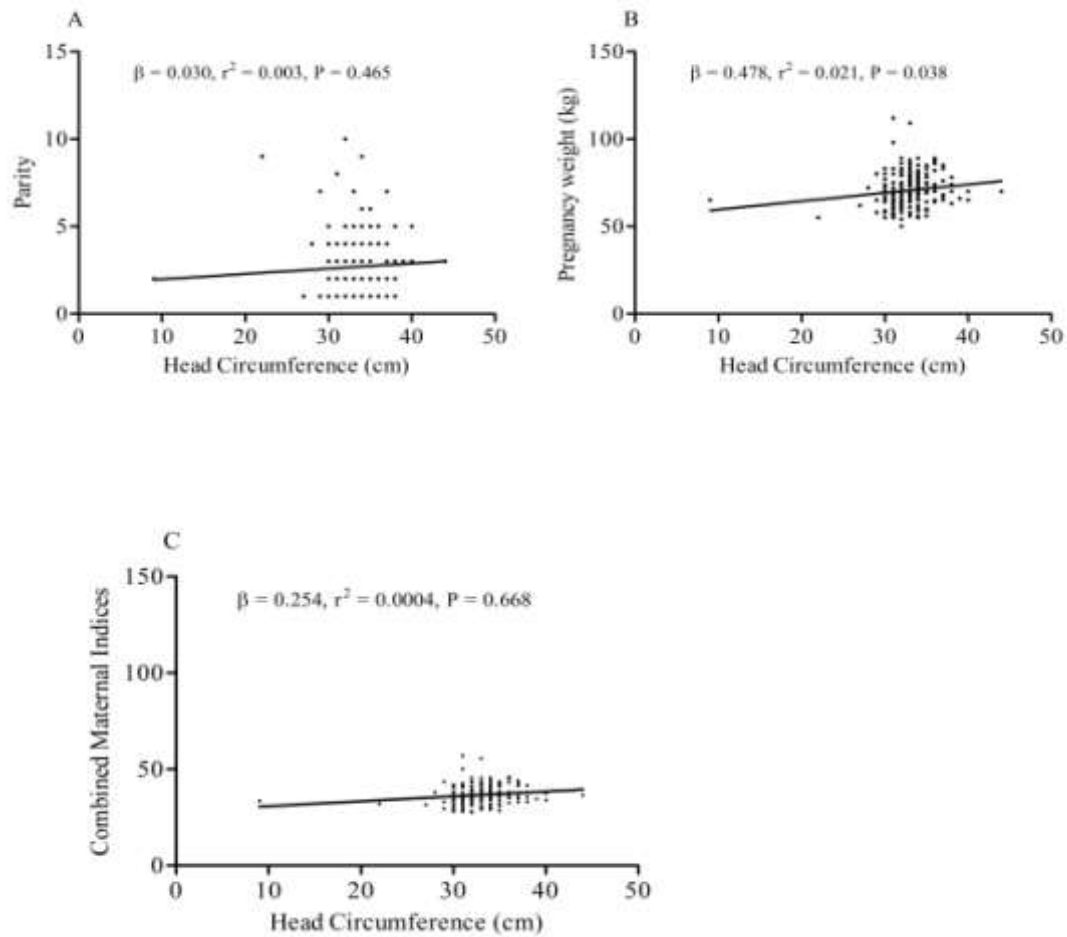 A
β = 0.030, r² = 0.003, P = 0.465
15
10
5
0
Parity
10 20 30 40 50
Head Circumference (cm)
B
β = 0.478, r² = 0.021, P = 0.038
150
100
50
0
Pregnancy weight (kg)
0 10 20 30 40 50
Head Circumference (cm)
C
β = 0.254, r² = 0.0004, P = 0.668
150
100
50
0
Combined Maternal Indices
0 10 20 30 40 50
Head Circumference (cm)